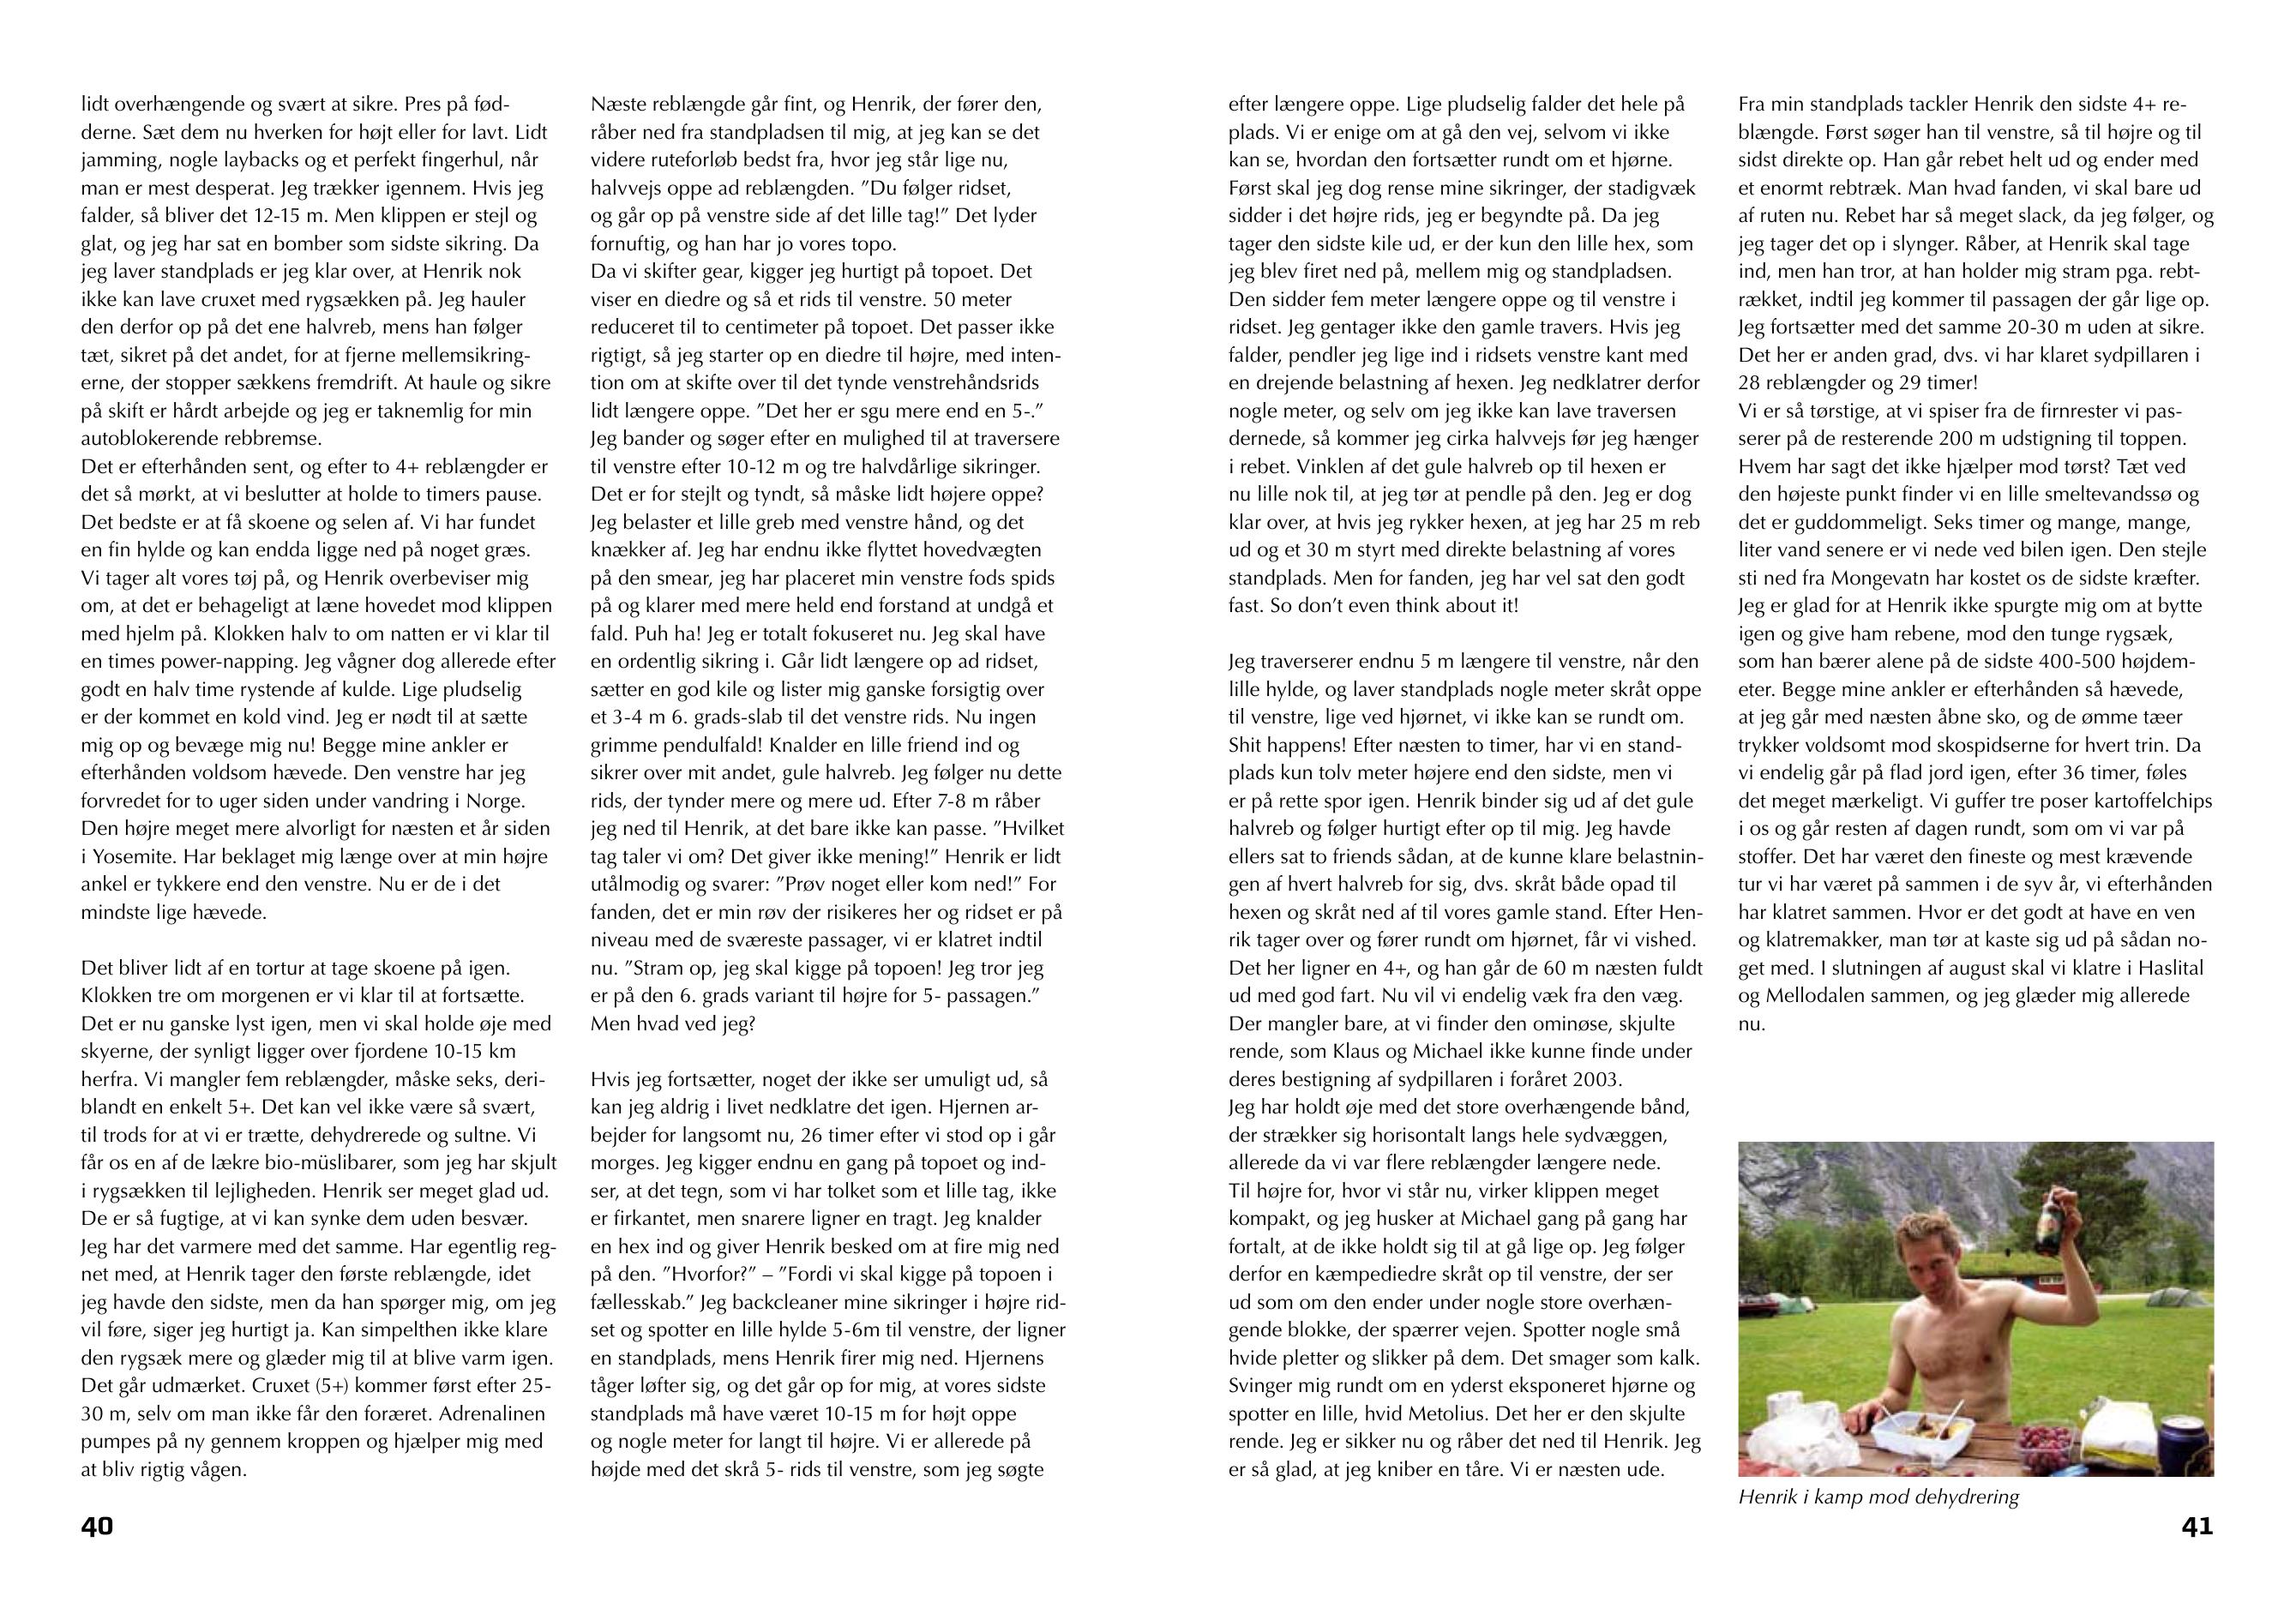 lidt overhængende og svært at sikre. Pres på fød-
derne. Sæt dem nu hverken for højt eller for lavt. Lidt
jamming, nogle laybacks og et perfekt fingerhul, når
man er mest desperat. Jeg trækker igennem. Hvis jeg
falder, så bliver det 12-15 m. Men klippen er stejl og
glat, og jeg har sat en bomber som sidste sikring. Da
jeg laver standplads er jeg klar over, at Henrik nok
ikke kan lave cruxet med rygsækken på. Jeg hauler
den derfor op på det ene halvreb, mens han følger
tæt, sikret på det andet, for at fjerne mellemsikring-
erne, der stopper sækkens fremdrift. At haule og sikre
på skift er hårdt arbejde og jeg er taknemlig for min
autoblokerende rebbremse.
Det er efterhånden sent, og efter to 4+ reblængder er
det så mørkt, at vi beslutter at holde to timers pause.
Det bedste er at få skoene og selen af. Vi har fundet
en fin hylde og kan endda ligge ned på noget græs.
Vi tager alt vores tøj på, og Henrik overbeviser mig
om, at det er behageligt at læne hovedet mod klippen
med hjelm på. Klokken halv to om natten er vi klar til
en times power-napping. Jeg vågner dog allerede efter
godt en halv time rystende af kulde. Lige pludselig
er der kommet en kold vind. Jeg er nødt til at sætte
mig op og bevæge mig nu! Begge mine ankler er
efterhånden voldsom hævede. Den venstre har jeg
forvredet for to uger siden under vandring i Norge.
Den højre meget mere alvorligt for næsten et år siden
i Yosemite. Har beklaget mig længe over at min højre
ankel er tykkere end den venstre. Nu er de i det
mindste lige hævede.

Det bliver lidt af en tortur at tage skoene på igen.
Klokken tre om morgenen er vi klar til at fortsætte.
Det er nu ganske lyst igen, men vi skal holde øje med
skyerne, der synligt ligger over fjordene 10-15 km
herfra. Vi mangler fem reblængder, måske seks, deri-
blandt en enkelt 5+. Det kan vel ikke være så svært,
til trods for at vi er trætte, dehydrerede og sultne. Vi
får os en af de lækre bio-müslibarer, som jeg har skjult
i rygsækken til lejligheden. Henrik ser meget glad ud.
De er så fugtige, at vi kan synke dem uden besvær.
Jeg har det varmere med det samme. Har egentlig reg-
net med, at Henrik tager den første reblængde, idet
jeg havde den sidste, men da han spørger mig, om jeg
vil føre, siger jeg hurtigt ja. Kan simpelthen ikke klare
den rygsæk mere og glæder mig til at blive varm igen.
Det går udmærket. Cruxet (5+) kommer først efter 25-
30 m, selv om man ikke får den foræret. Adrenalinen
pumpes på ny gennem kroppen og hjælper mig med
at bliv rigtig vågen.
Næste reblængde går fint, og Henrik, der fører den,
råber ned fra standpladsen til mig, at jeg kan se det
videre ruteforløb bedst fra, hvor jeg står lige nu,
halvvejs oppe ad reblængden. ”Du følger ridset,
og går op på venstre side af det lille tag!” Det lyder
fornuftig, og han har jo vores topo.
Da vi skifter gear, kigger jeg hurtigt på topoet. Det
viser en diedre og så et rids til venstre. 50 meter
reduceret til to centimeter på topoet. Det passer ikke
rigtigt, så jeg starter op en diedre til højre, med inten-
tion om at skifte over til det tynde venstrehåndsrids
lidt længere oppe. ”Det her er sgu mere end en 5-.”
Jeg bander og søger efter en mulighed til at traversere
til venstre efter 10-12 m og tre halvdårlige sikringer.
Det er for stejlt og tyndt, så måske lidt højere oppe?
Jeg belaster et lille greb med venstre hånd, og det
knækker af. Jeg har endnu ikke flyttet hovedvægten
på den smear, jeg har placeret min venstre fods spids
på og klarer med mere held end forstand at undgå et
fald. Puh ha! Jeg er totalt fokuseret nu. Jeg skal have
en ordentlig sikring i. Går lidt længere op ad ridset,
sætter en god kile og lister mig ganske forsigtig over
et 3-4 m 6. grads-slab til det venstre rids. Nu ingen
grimme pendulfald! Knalder en lille friend ind og
sikrer over mit andet, gule halvreb. Jeg følger nu dette
rids, der tynder mere og mere ud. Efter 7-8 m råber
jeg ned til Henrik, at det bare ikke kan passe. ”Hvilket
tag taler vi om? Det giver ikke mening!” Henrik er lidt
utålmodig og svarer: ”Prøv noget eller kom ned!” For
fanden, det er min røv der risikeres her og ridset er på
niveau med de sværeste passager, vi er klatret indtil
nu. ”Stram op, jeg skal kigge på topoen! Jeg tror jeg
er på den 6. grads variant til højre for 5- passagen.”
Men hvad ved jeg?

Hvis jeg fortsætter, noget der ikke ser umuligt ud, så
kan jeg aldrig i livet nedklatre det igen. Hjernen ar-
bejder for langsomt nu, 26 timer efter vi stod op i går
morges. Jeg kigger endnu en gang på topoet og ind-
ser, at det tegn, som vi har tolket som et lille tag, ikke
er firkantet, men snarere ligner en tragt. Jeg knalder
en hex ind og giver Henrik besked om at fire mig ned
på den. ”Hvorfor?” – ”Fordi vi skal kigge på topoen i
fællesskab.” Jeg backcleaner mine sikringer i højre rid-
set og spotter en lille hylde 5-6m til venstre, der ligner
en standplads, mens Henrik firer mig ned. Hjernens
tåger løfter sig, og det går op for mig, at vores sidste
standplads må have været 10-15 m for højt oppe
og nogle meter for langt til højre. Vi er allerede på
højde med det skrå 5- rids til venstre, som jeg søgte
40
efter længere oppe. Lige pludselig falder det hele på
plads. Vi er enige om at gå den vej, selvom vi ikke
kan se, hvordan den fortsætter rundt om et hjørne.
Først skal jeg dog rense mine sikringer, der stadigvæk
sidder i det højre rids, jeg er begyndte på. Da jeg
tager den sidste kile ud, er der kun den lille hex, som
jeg blev firet ned på, mellem mig og standpladsen.
Den sidder fem meter længere oppe og til venstre i
ridset. Jeg gentager ikke den gamle travers. Hvis jeg
falder, pendler jeg lige ind i ridsets venstre kant med
en drejende belastning af hexen. Jeg nedklatrer derfor
nogle meter, og selv om jeg ikke kan lave traversen
dernede, så kommer jeg cirka halvvejs før jeg hænger
i rebet. Vinklen af det gule halvreb op til hexen er
nu lille nok til, at jeg tør at pendle på den. Jeg er dog
klar over, at hvis jeg rykker hexen, at jeg har 25 m reb
ud og et 30 m styrt med direkte belastning af vores
standplads. Men for fanden, jeg har vel sat den godt
fast. So don’t even think about it!

Jeg traverserer endnu 5 m længere til venstre, når den
lille hylde, og laver standplads nogle meter skråt oppe
til venstre, lige ved hjørnet, vi ikke kan se rundt om.
Shit happens! Efter næsten to timer, har vi en stand-
plads kun tolv meter højere end den sidste, men vi
er på rette spor igen. Henrik binder sig ud af det gule
halvreb og følger hurtigt efter op til mig. Jeg havde
ellers sat to friends sådan, at de kunne klare belastnin-
gen af hvert halvreb for sig, dvs. skråt både opad til
hexen og skråt ned af til vores gamle stand. Efter Hen-
rik tager over og fører rundt om hjørnet, får vi vished.
Det her ligner en 4+, og han går de 60 m næsten fuldt
ud med god fart. Nu vil vi endelig væk fra den væg.
Der mangler bare, at vi finder den ominøse, skjulte
rende, som Klaus og Michael ikke kunne finde under
deres bestigning af sydpillaren i foråret 2003.
Jeg har holdt øje med det store overhængende bånd,
der strækker sig horisontalt langs hele sydvæggen,
allerede da vi var flere reblængder længere nede.
Til højre for, hvor vi står nu, virker klippen meget
kompakt, og jeg husker at Michael gang på gang har
fortalt, at de ikke holdt sig til at gå lige op. Jeg følger
derfor en kæmpediedre skråt op til venstre, der ser
ud som om den ender under nogle store overhæn-
gende blokke, der spærrer vejen. Spotter nogle små
hvide pletter og slikker på dem. Det smager som kalk.
Svinger mig rundt om en yderst eksponeret hjørne og
spotter en lille, hvid Metolius. Det her er den skjulte
rende. Jeg er sikker nu og råber det ned til Henrik. Jeg
er så glad, at jeg kniber en tåre. Vi er næsten ude.
Fra min standplads tackler Henrik den sidste 4+ re-
blængde. Først søger han til venstre, så til højre og til
sidst direkte op. Han går rebet helt ud og ender med
et enormt rebtræk. Man hvad fanden, vi skal bare ud
af ruten nu. Rebet har så meget slack, da jeg følger, og
jeg tager det op i slynger. Råber, at Henrik skal tage
ind, men han tror, at han holder mig stram pga. rebt-
rækket, indtil jeg kommer til passagen der går lige op.
Jeg fortsætter med det samme 20-30 m uden at sikre.
Det her er anden grad, dvs. vi har klaret sydpillaren i
28 reblængder og 29 timer!
Vi er så tørstige, at vi spiser fra de firnrester vi pas-
serer på de resterende 200 m udstigning til toppen.
Hvem har sagt det ikke hjælper mod tørst? Tæt ved
den højeste punkt finder vi en lille smeltevandssø og
det er guddommeligt. Seks timer og mange, mange,
liter vand senere er vi nede ved bilen igen. Den stejle
sti ned fra Mongevatn har kostet os de sidste kræfter.
Jeg er glad for at Henrik ikke spurgte mig om at bytte
igen og give ham rebene, mod den tunge rygsæk,
som han bærer alene på de sidste 400-500 højdem-
eter. Begge mine ankler er efterhånden så hævede,
at jeg går med næsten åbne sko, og de ømme tæer
trykker voldsomt mod skospidserne for hvert trin. Da
vi endelig går på flad jord igen, efter 36 timer, føles
det meget mærkeligt. Vi guffer tre poser kartoffelchips
i os og går resten af dagen rundt, som om vi var på
stoffer. Det har været den fineste og mest krævende
tur vi har været på sammen i de syv år, vi efterhånden
har klatret sammen. Hvor er det godt at have en ven
og klatremakker, man tør at kaste sig ud på sådan no-
get med. I slutningen af august skal vi klatre i Haslital
og Mellodalen sammen, og jeg glæder mig allerede
nu.
Henrik i kamp mod dehydrering
41